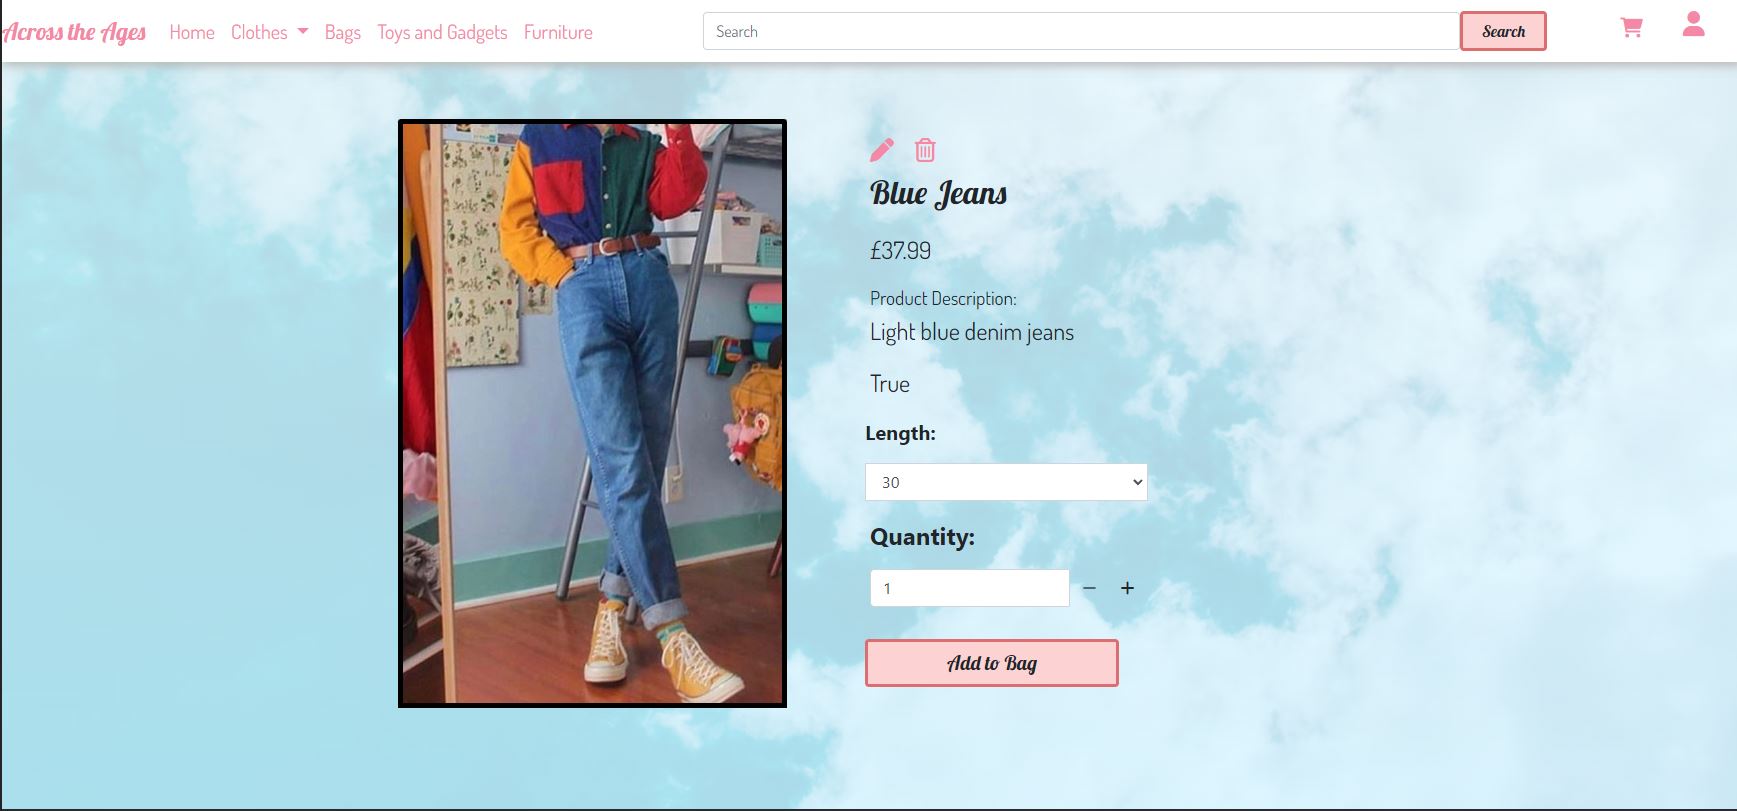 Across the Ages Home Clothes Bags Toys and Gadgets Furniture Search Search
Blue Jeans
£37.99
Product Description:
Light blue denim jeans
True
Length:
30
Quantity:
1 − +
Add to Bag